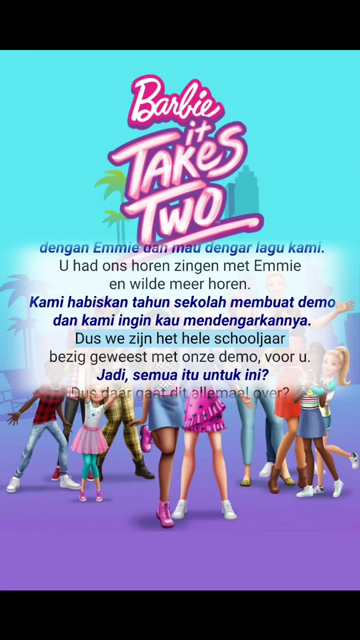 Barbie
it
TAKES
TWO
dengan Emmie dan mau dengar lagu kami.
U had ons horen zingen met Emmie
en wilde meer horen.
Kami habiskan tahun sekolah membuat demo
dan kami ingin kau mendengarkannya.
Dus we zijn het hele schooljaar
bezig geweest met onze demo, voor u.
Jadi, semua itu untuk ini?
Dus daar gaat dit allemaal over?